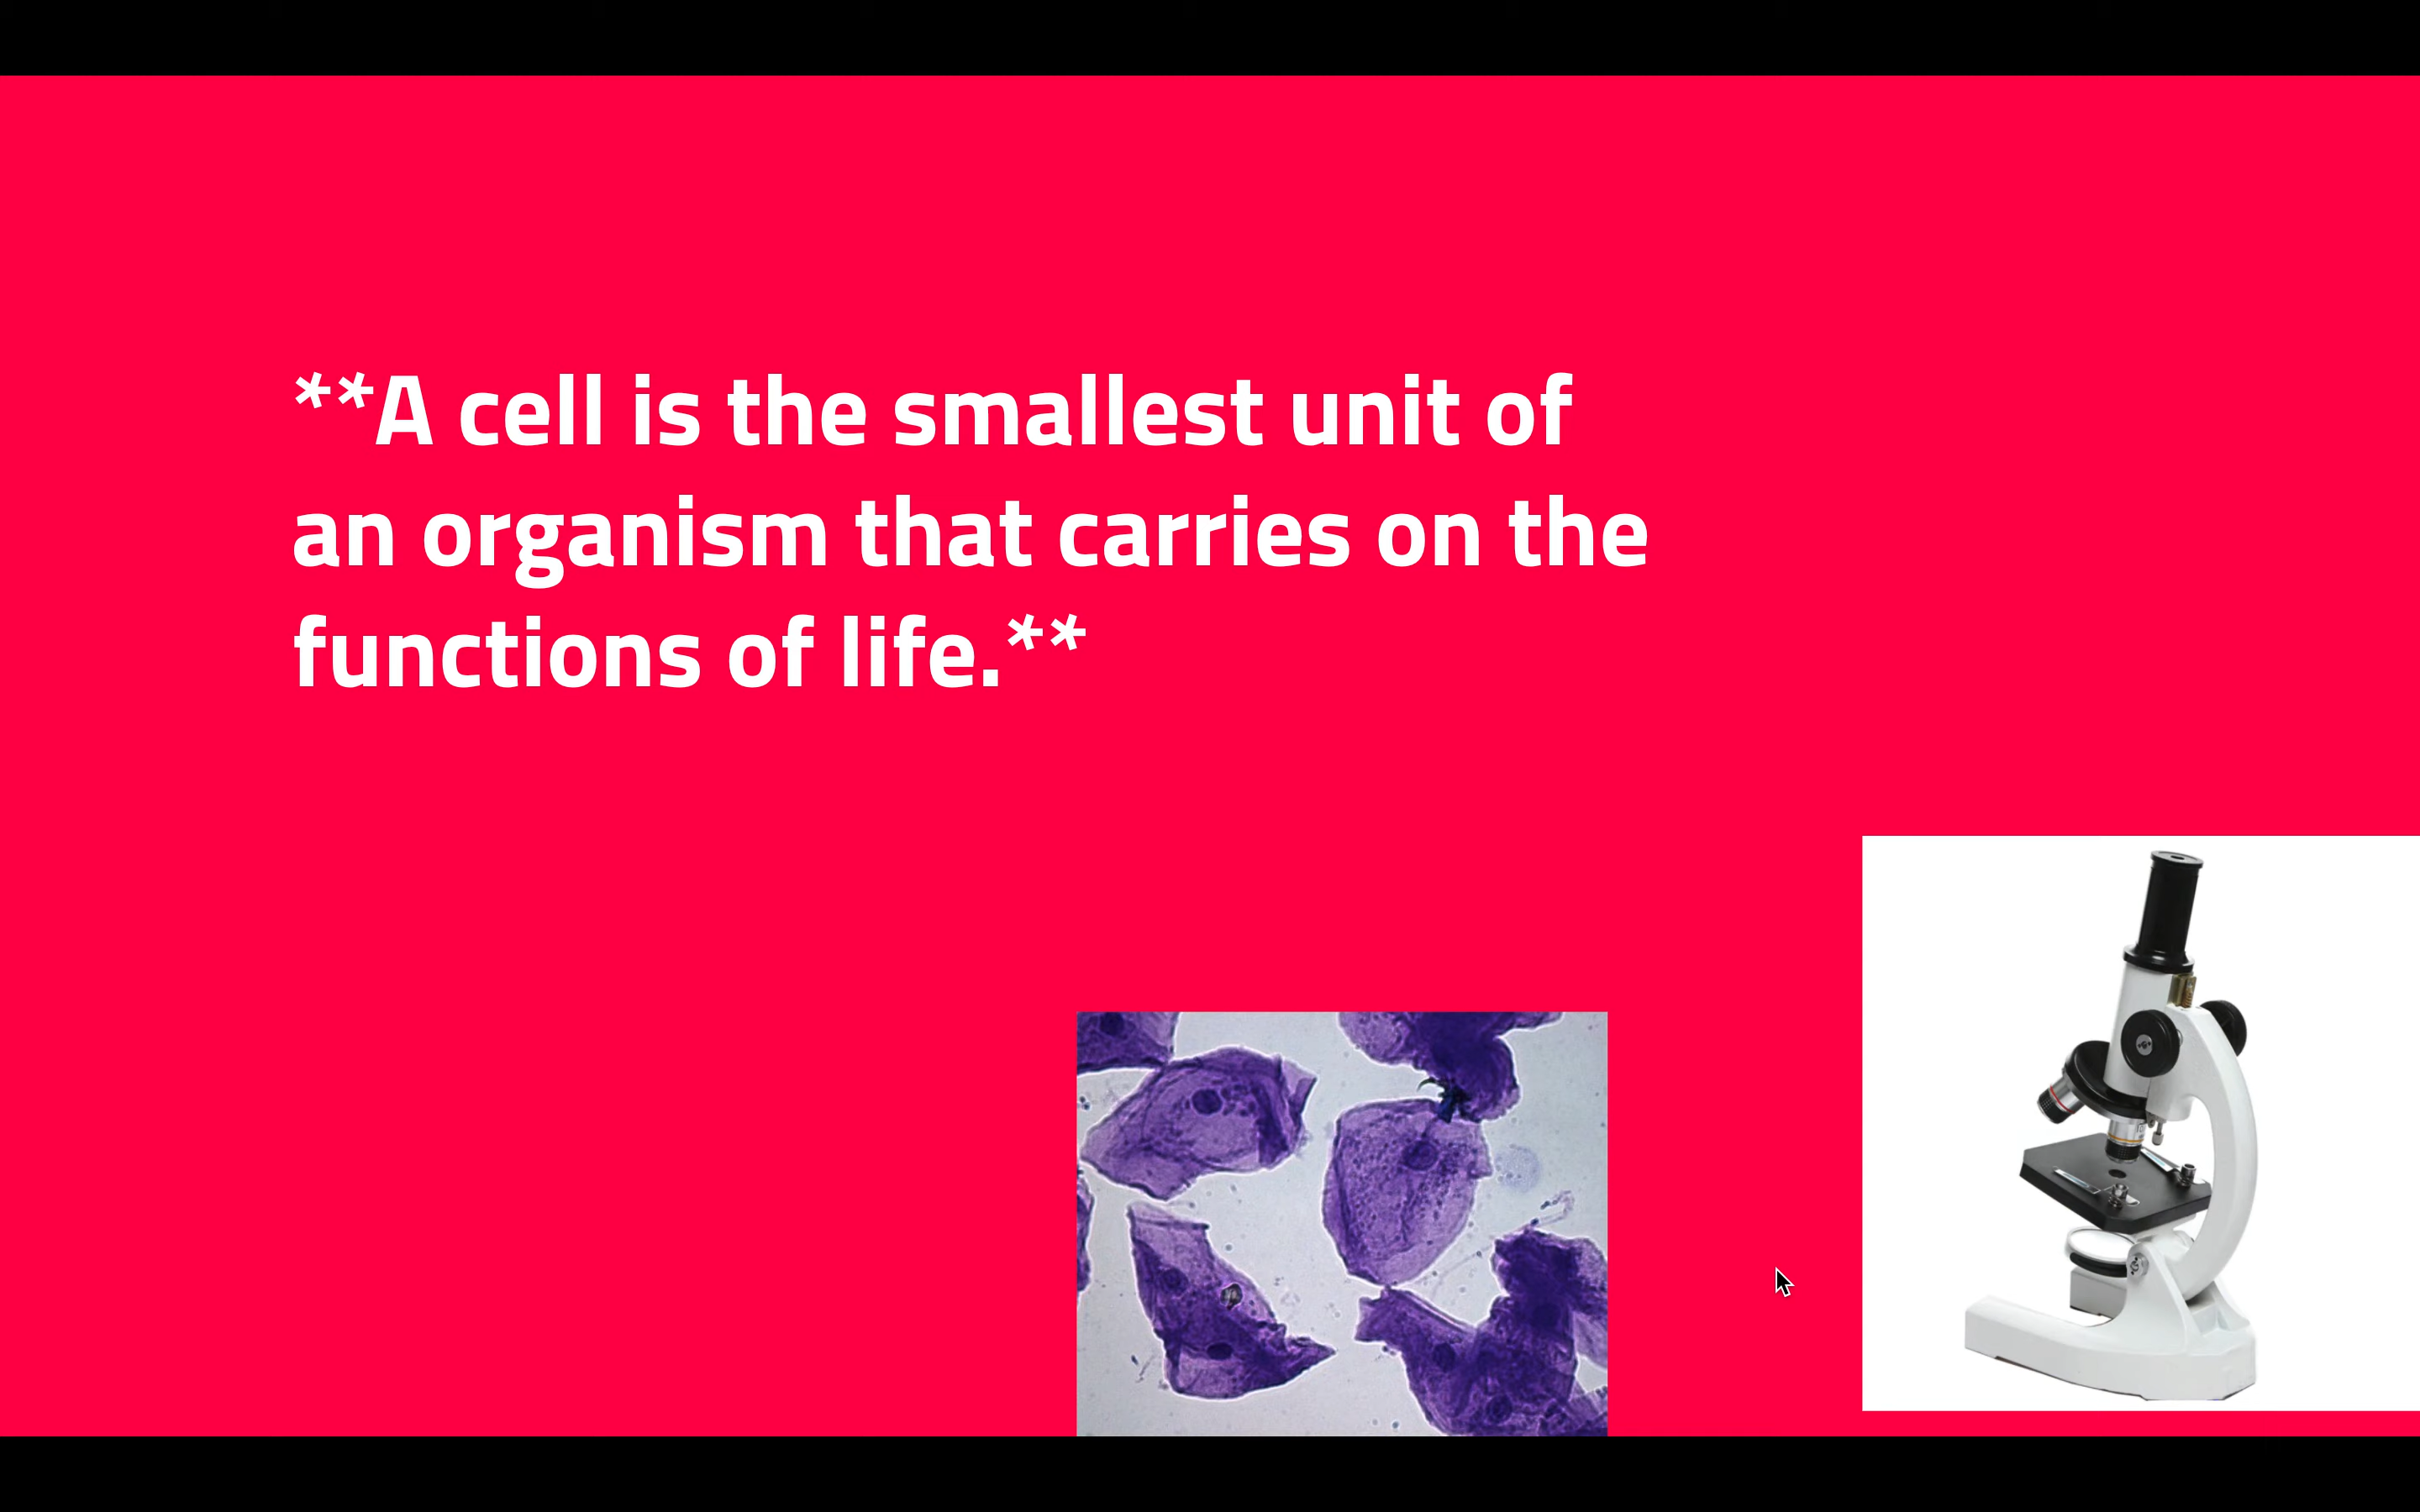 **A cell is the smallest unit of
an organism that carries on the
functions of life.**